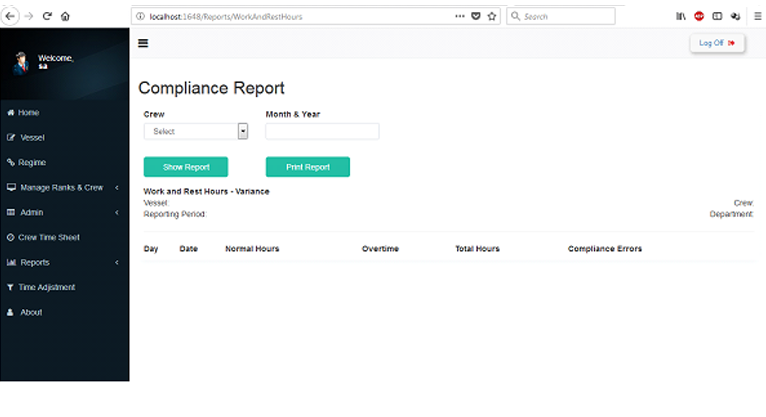 localhost:1648/Reports/WorkAndRestHours
Search
Welcome,
sa
Log Off
Home
Vessel
Regime
Manage Ranks & Crew
Admin
Crew Time Sheet
Reports
Time Adjistment
About
Compliance Report
Crew Month & Year
Select
Show Report Print Report
Work and Rest Hours - Variance
Vessel: Crew:
Reporting Period: Department:
Day Date Normal Hours Overtime Total Hours Compliance Errors